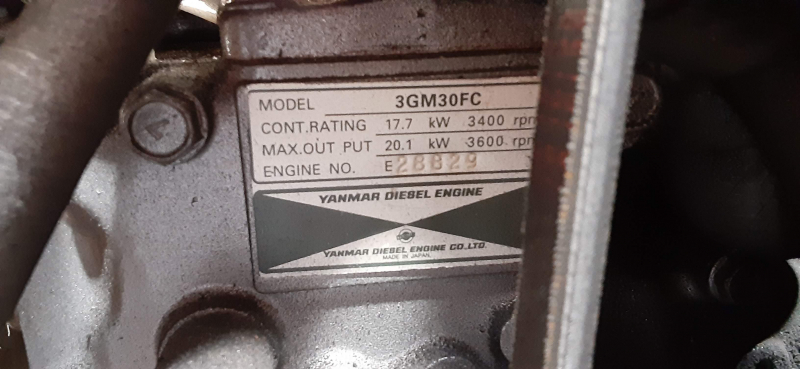 MODEL 3GM30FC
CONT.RATING 17.7 kW 3400 rpm
MAX.OUT PUT 20.1 kW 3600 rpm
ENGINE NO. E28829
YANMAR DIESEL ENGINE
YANMAR DIESEL ENGINE CO.,LTD.
MADE IN JAPAN